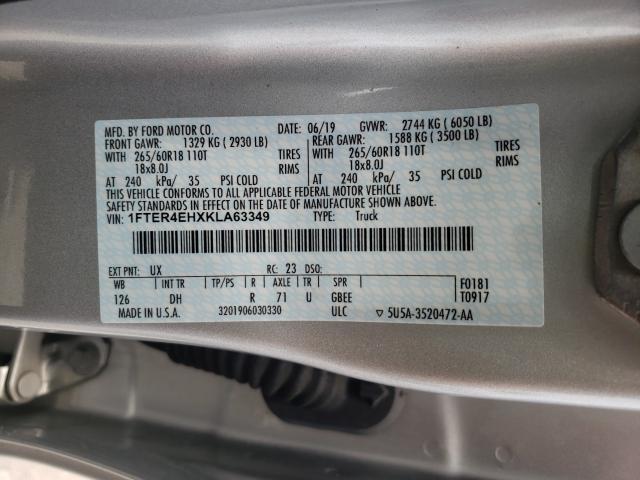 MFD. BY FORD MOTOR CO. DATE: 06/19 GVWR: 2744 KG ( 6050 LB)
FRONT GAWR: 1329 KG ( 2930 LB) REAR GAWR: 1588 KG ( 3500 LB)
WITH 265/60R18 110T TIRES WITH 265/60R18 110T TIRES
18x8.0J RIMS 18x8.0J RIMS
AT 240 kPa/ 35 PSI COLD AT 240 kPa/ 35 PSI COLD
THIS VEHICLE CONFORMS TO ALL APPLICABLE FEDERAL MOTOR VEHICLE
SAFETY STANDARDS IN EFFECT ON THE DATE OF MANUFACTURE SHOWN ABOVE.
VIN: 1FTER4EHXKLA63349 TYPE: Truck
EXT PNT: UX RC: 23 DSO:
WB INT TR TP/PS R AXLE TR SPR F0181
126 DH R 71 U GBEE T0917
MADE IN U.S.A. 3201906030330 ULC ▽ 5U5A-3520472-AA